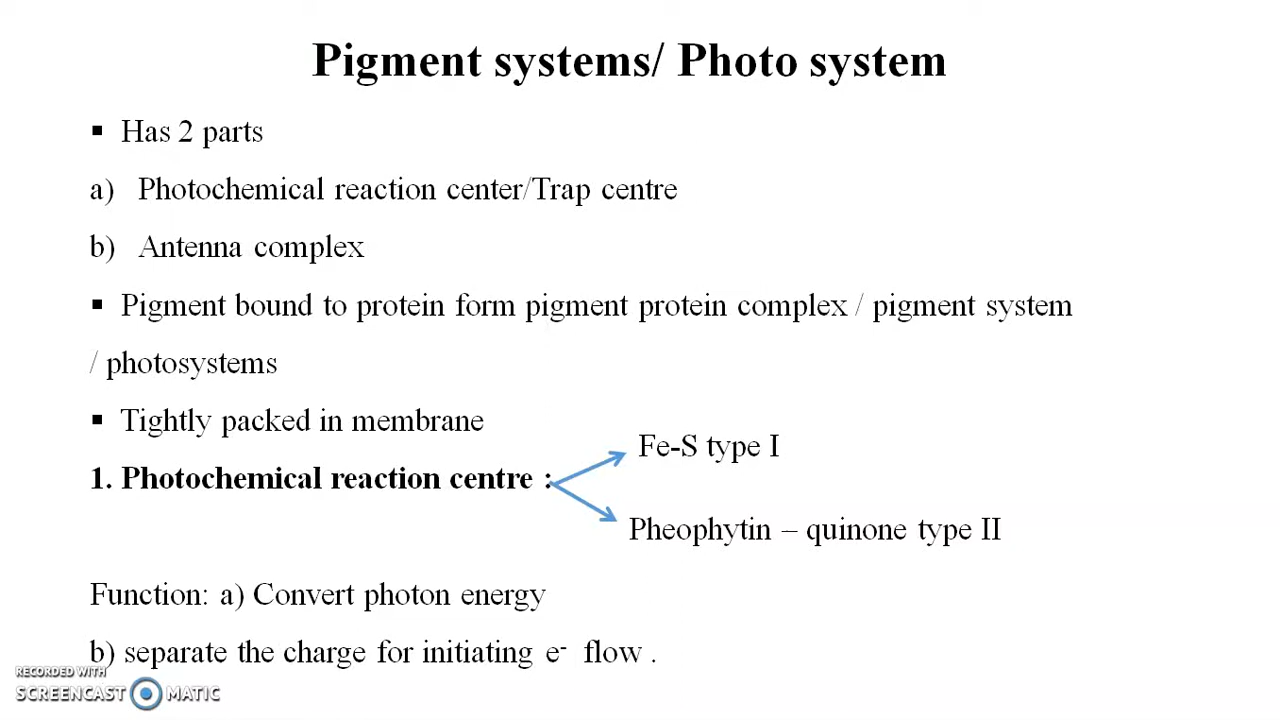 Pigment systems/ Photo system
▪ Has 2 parts
a) Photochemical reaction center/Trap centre
b) Antenna complex
▪ Pigment bound to protein form pigment protein complex / pigment system
/ photosystems
▪ Tightly packed in membrane
Fe-S type I
1. Photochemical reaction centre :
Pheophytin – quinone type II
Function: a) Convert photon energy
b) separate the charge for initiating e- flow .
RECORDED WITH
SCREENCAST MATIC